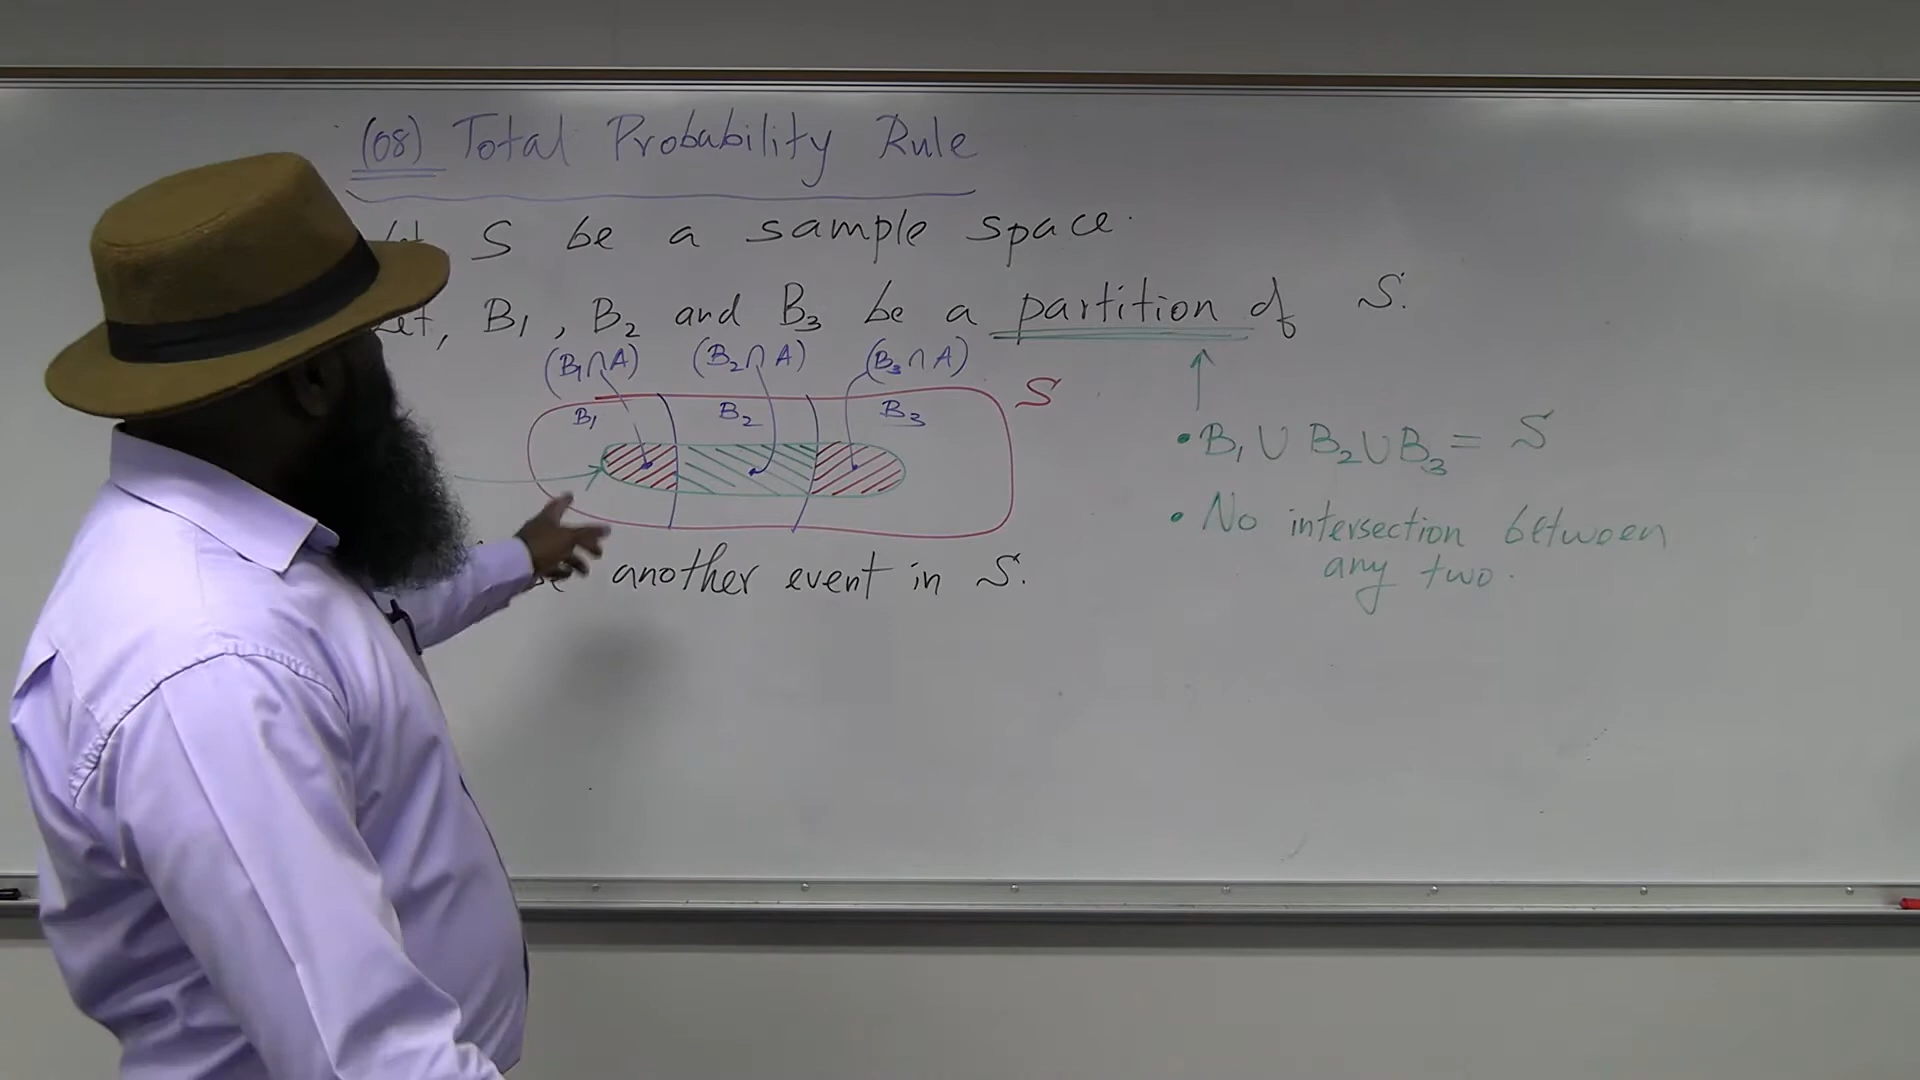 (08) Total Probability Rule
S be a sample space.
Let, B₁, B₂ and B₃ be a partition of S.
(B₁∩A) (B₂∩A) (B₃∩A)
S
B₁ B₂ B₃
• B₁ ∪ B₂ ∪ B₃ = S
• No intersection between
any two.
another event in S.